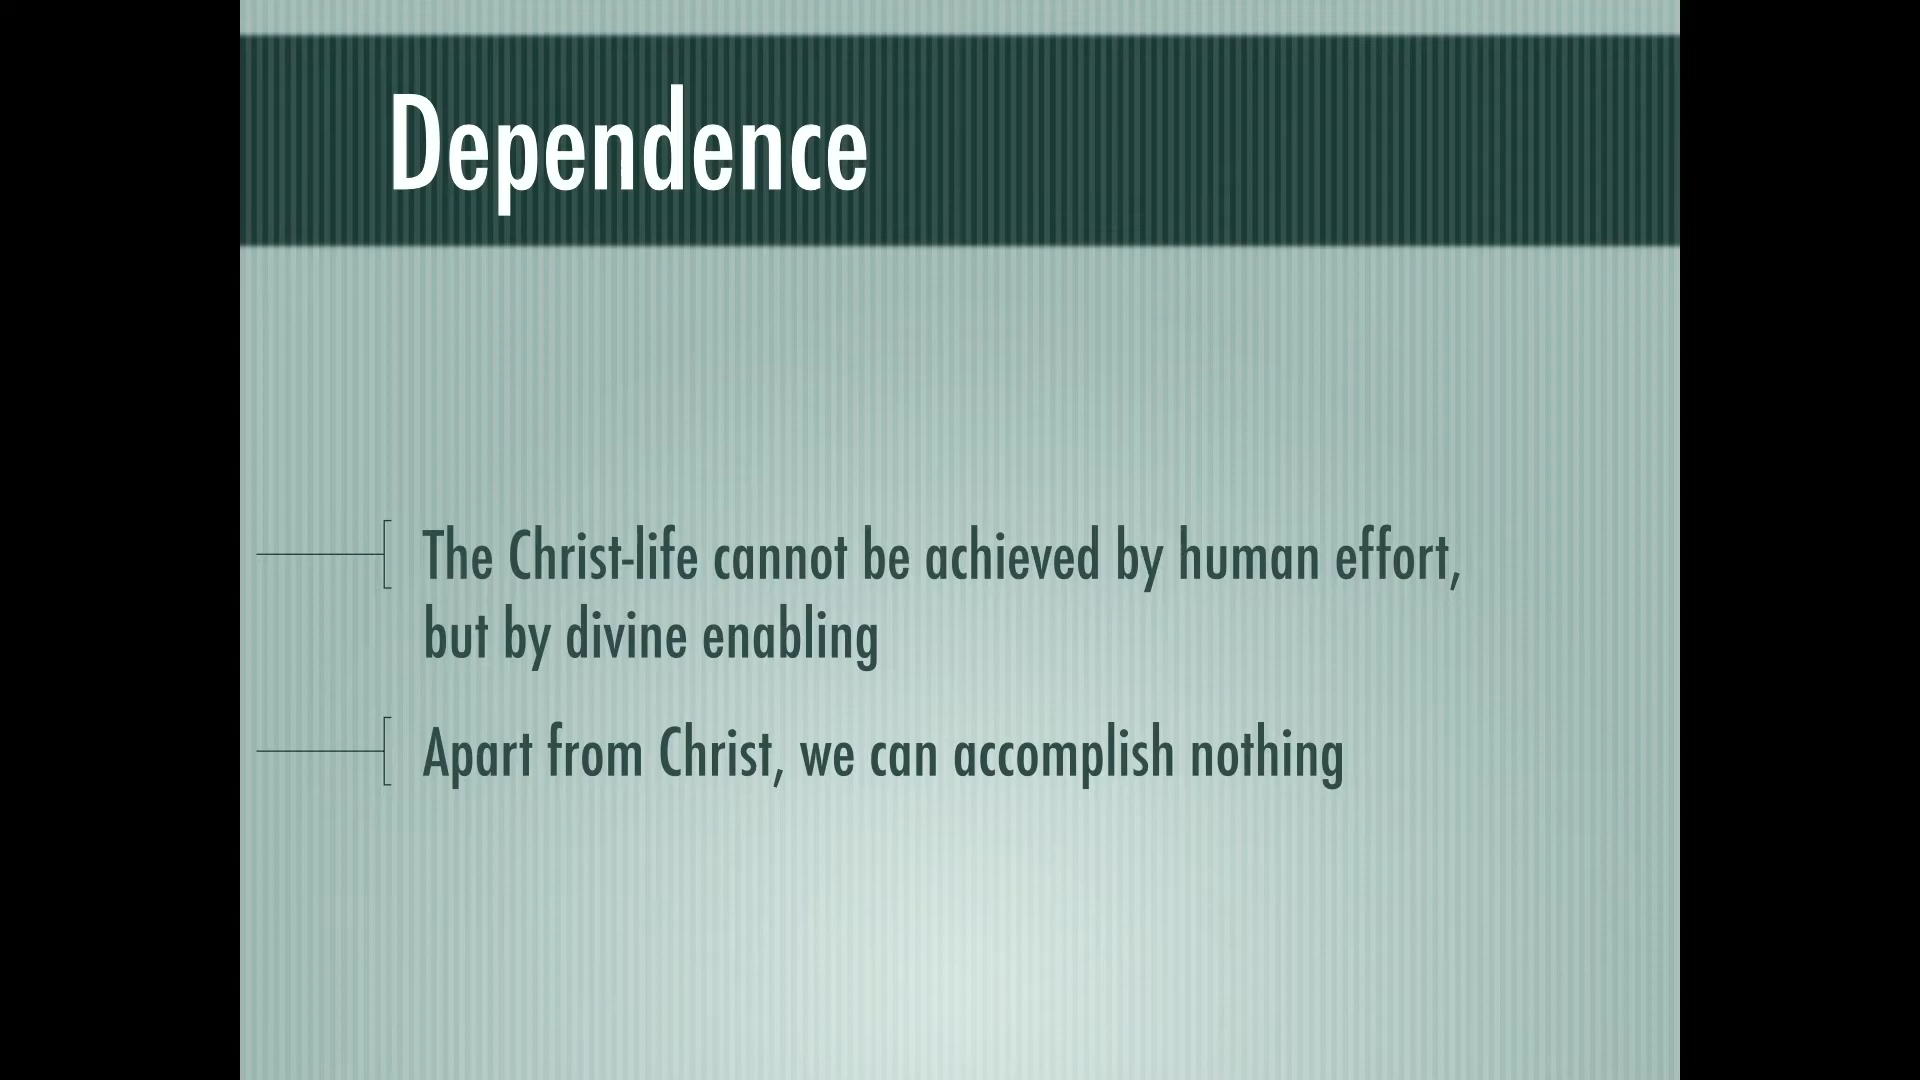 Dependence
The Christ-life cannot be achieved by human effort,
but by divine enabling
Apart from Christ, we can accomplish nothing